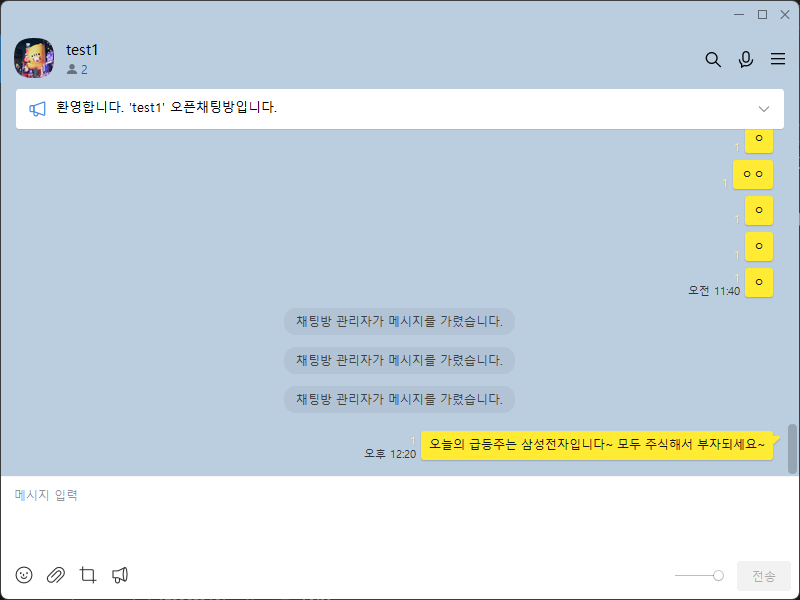 test1
2
환영합니다. 'test1' 오픈채팅방입니다.
1 ㅇ
1 ㅇㅇ
1 ㅇ
1 ㅇ
1
오전 11:40 ㅇ
채팅방 관리자가 메시지를 가렸습니다.
채팅방 관리자가 메시지를 가렸습니다.
채팅방 관리자가 메시지를 가렸습니다.
1
오후 12:20 오늘의 급등주는 삼성전자입니다~ 모두 주식해서 부자되세요~
메시지 입력
전송